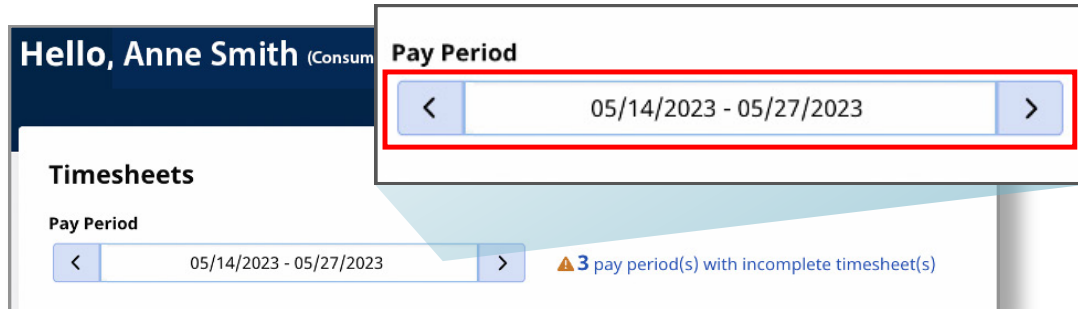 Hello, Anne Smith (Consum
Timesheets
Pay Period
05/14/2023 - 05/27/2023
3 pay period(s) with incomplete timesheet(s)
Pay Period
05/14/2023 - 05/27/2023